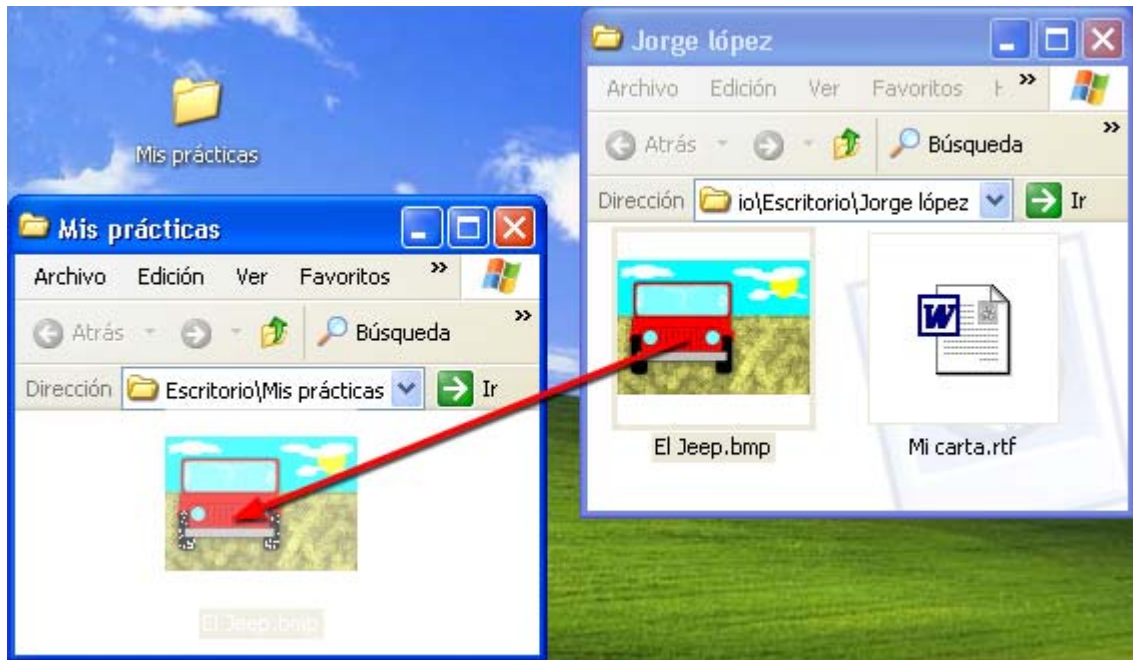 Mis prácticas
Mis prácticas
Archivo Edición Ver Favoritos »
Atrás Búsqueda »
Dirección Escritorio\Mis prácticas Ir
El Jeep.bmp
Jorge lópez
Archivo Edición Ver Favoritos »
Atrás Búsqueda »
Dirección io\Escritorio\Jorge lópez Ir
W
El Jeep.bmp Mi carta.rtf